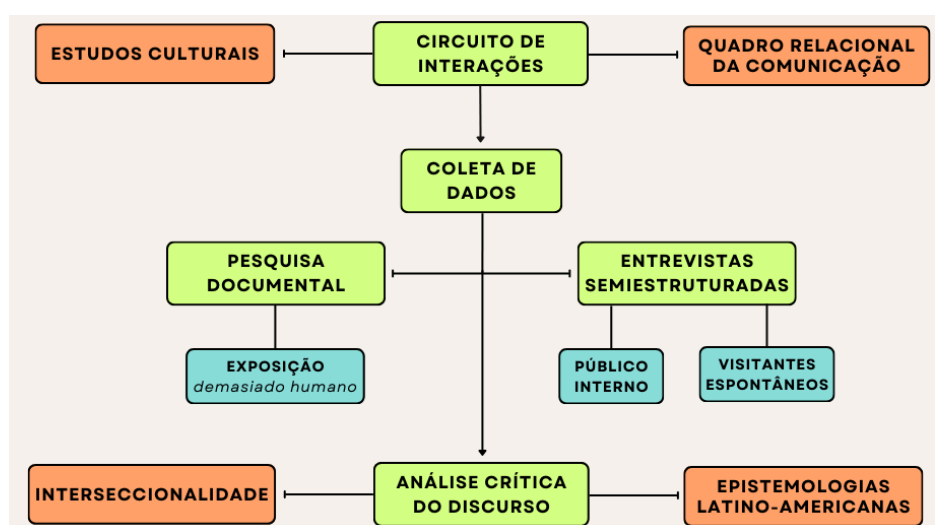 ESTUDOS CULTURAIS
CIRCUITO DE
INTERAÇÕES
QUADRO RELACIONAL
DA COMUNICAÇÃO
COLETA DE
DADOS
PESQUISA
DOCUMENTAL
ENTREVISTAS
SEMIESTRUTURADAS
EXPOSIÇÃO
demasiado humano
PÚBLICO
INTERNO
VISITANTES
ESPONTÂNEOS
INTERSECCIONALIDADE
ANÁLISE CRÍTICA
DO DISCURSO
EPISTEMOLOGIAS
LATINO-AMERICANAS